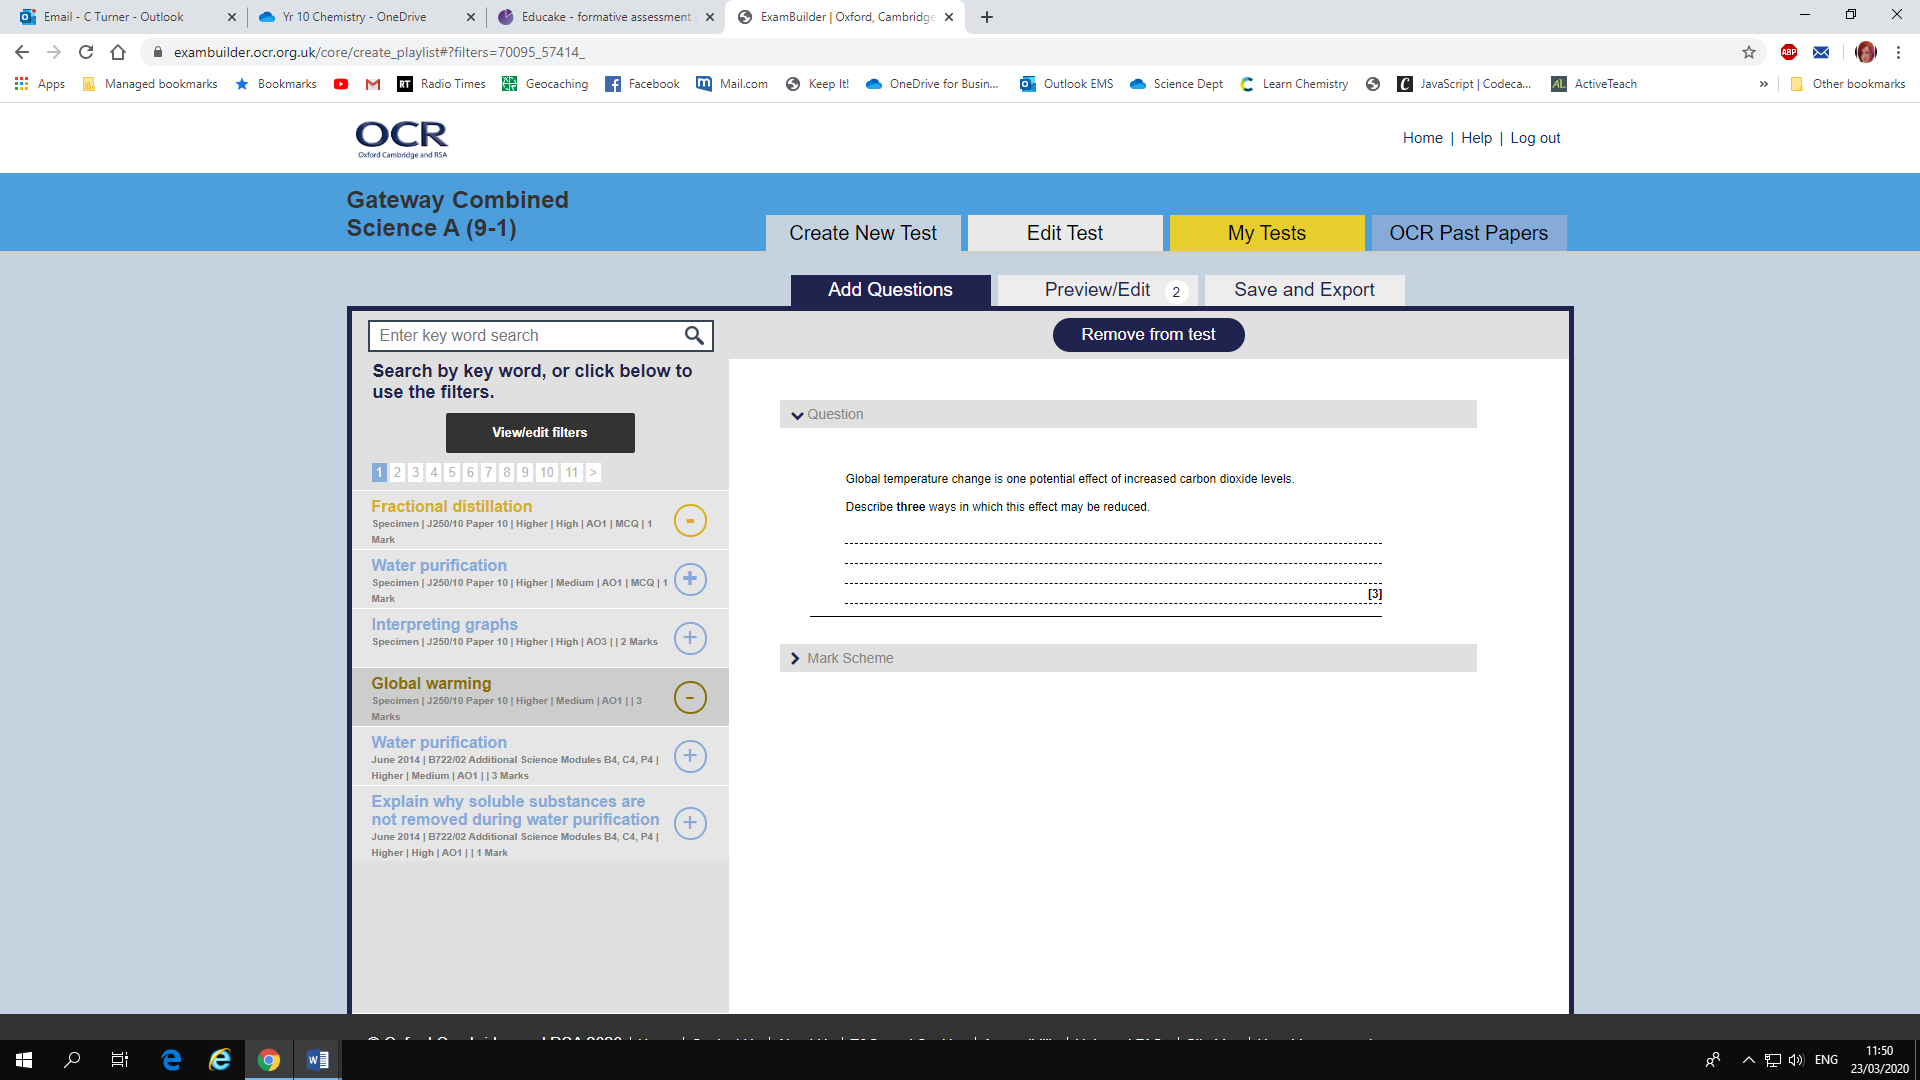 Email - C Turner - Outlook
Yr 10 Chemistry - OneDrive
Educake - formative assessment
ExamBuilder | Oxford, Cambridge
exambuilder.ocr.org.uk/core/create_playlist#?filters=70095_57414_
ABP
Apps
Managed bookmarks
Bookmarks
RT Radio Times
Geocaching
Facebook
Mail.com
Keep It!
OneDrive for Busin...
Outlook EMS
Science Dept
Learn Chemistry
JavaScript | Codeca...
AL ActiveTeach
Other bookmarks
OCR
Oxford Cambridge and RSA
Home | Help | Log out
Gateway Combined
Science A (9-1)
Create New Test
Edit Test
My Tests
OCR Past Papers
Add Questions
Preview/Edit 2
Save and Export
Enter key word search
Remove from test
Search by key word, or click below to
use the filters.
View/edit filters
1 2 3 4 5 6 7 8 9 10 11 >
Fractional distillation
Specimen | J250/10 Paper 10 | Higher | High | AO1 | MCQ | 1
Mark
Water purification
Specimen | J250/10 Paper 10 | Higher | Medium | AO1 | MCQ | 1
Mark
Interpreting graphs
Specimen | J250/10 Paper 10 | Higher | High | AO3 | | 2 Marks
Global warming
Specimen | J250/10 Paper 10 | Higher | Medium | AO1 | | 3
Marks
Water purification
June 2014 | B722/02 Additional Science Modules B4, C4, P4 |
Higher | Medium | AO1 | | 3 Marks
Explain why soluble substances are
not removed during water purification
June 2014 | B722/02 Additional Science Modules B4, C4, P4 |
Higher | High | AO1 | | 1 Mark
Question
Global temperature change is one potential effect of increased carbon dioxide levels.
Describe three ways in which this effect may be reduced.
[3]
Mark Scheme
ENG
11:50
23/03/2020